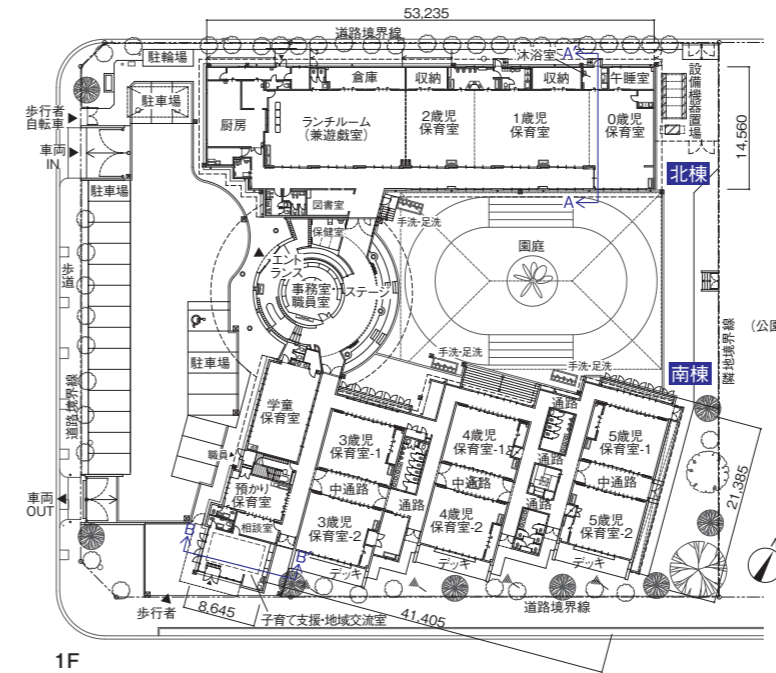 53,235
道路境界線
駐輪場
沐浴室
A
倉庫
収納
収納
午睡室
設備機器置場
駐車場
歩行者
自転車
厨房
ランチルーム
(兼遊戯室)
2歳児
保育室
1歳児
保育室
0歳児
保育室
14,560
車両
IN
北棟
駐車場
図書室
A
手洗・足洗
保健室
園庭
歩道
エント
ランス
事務室・
職員室
ステージ
(公園
隣地境界線
駐車場
手洗・足洗
手洗・足洗
南棟
道路境界線
学童
保育室
通路
3歳児
保育室-1
4歳児
保育室-1
5歳児
保育室-1
職員
通路
21,385
預かり
保育室
中通路
中通路
中通路
車両
OUT
通路
通路
相談室
3歳児
保育室-2
4歳児
保育室-2
5歳児
保育室-2
B
B
デッキ
デッキ
デッキ
歩行者
8,645
子育て支援・地域交流室
41,405
道路境界線
1F